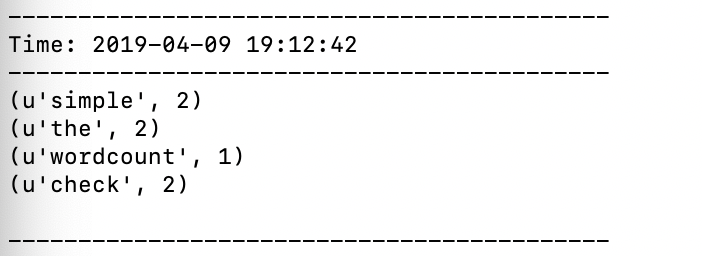 -------------------------------------------
Time: 2019-04-09 19:12:42
-------------------------------------------
(u'simple', 2)
(u'the', 2)
(u'wordcount', 1)
(u'check', 2)
-------------------------------------------